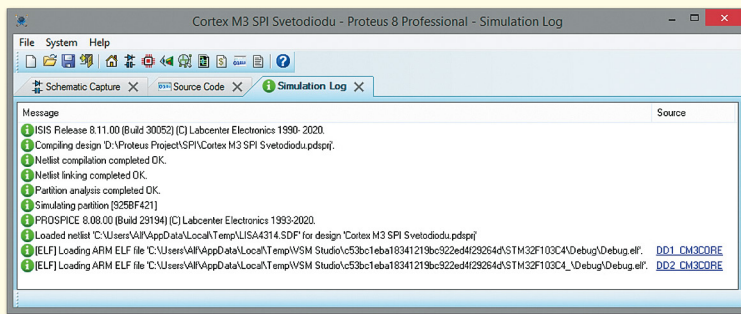 Cortex M3 SPI Svetodiodu - Proteus 8 Professional - Simulation Log
File System Help
Schematic Capture Source Code Simulation Log
Message Source
ISIS Release 8.11.00 (Build 30052) (C) Labcenter Electronics 1990- 2020.
Compiling design 'D:\Proteus Project\SPI\Cortex M3 SPI Svetodiodu.pdsprj'.
Netlist compilation completed OK.
Netlist linking completed OK.
Partition analysis completed OK.
Simulating partition [925BF421]
PROSPICE 8.08.00 (Build 29194) (C) Labcenter Electronics 1993-2020.
Loaded netlist 'C:\Users\Alf\AppData\Local\Temp\LISA4314.SDF' for design 'Cortex M3 SPI Svetodiodu.pdsprj'
[ELF] Loading ARM ELF file 'C:\Users\Alf\AppData\Local\Temp\VSM Studio\c53bc1eba18341219bc922ed4f29264d\STM32F103C4\Debug\Debug.elf'. DD1_CM3CORE
[ELF] Loading ARM ELF file 'C:\Users\Alf\AppData\Local\Temp\VSM Studio\c53bc1eba18341219bc922ed4f29264d\STM32F103C4_\Debug\Debug.elf'. DD2_CM3CORE